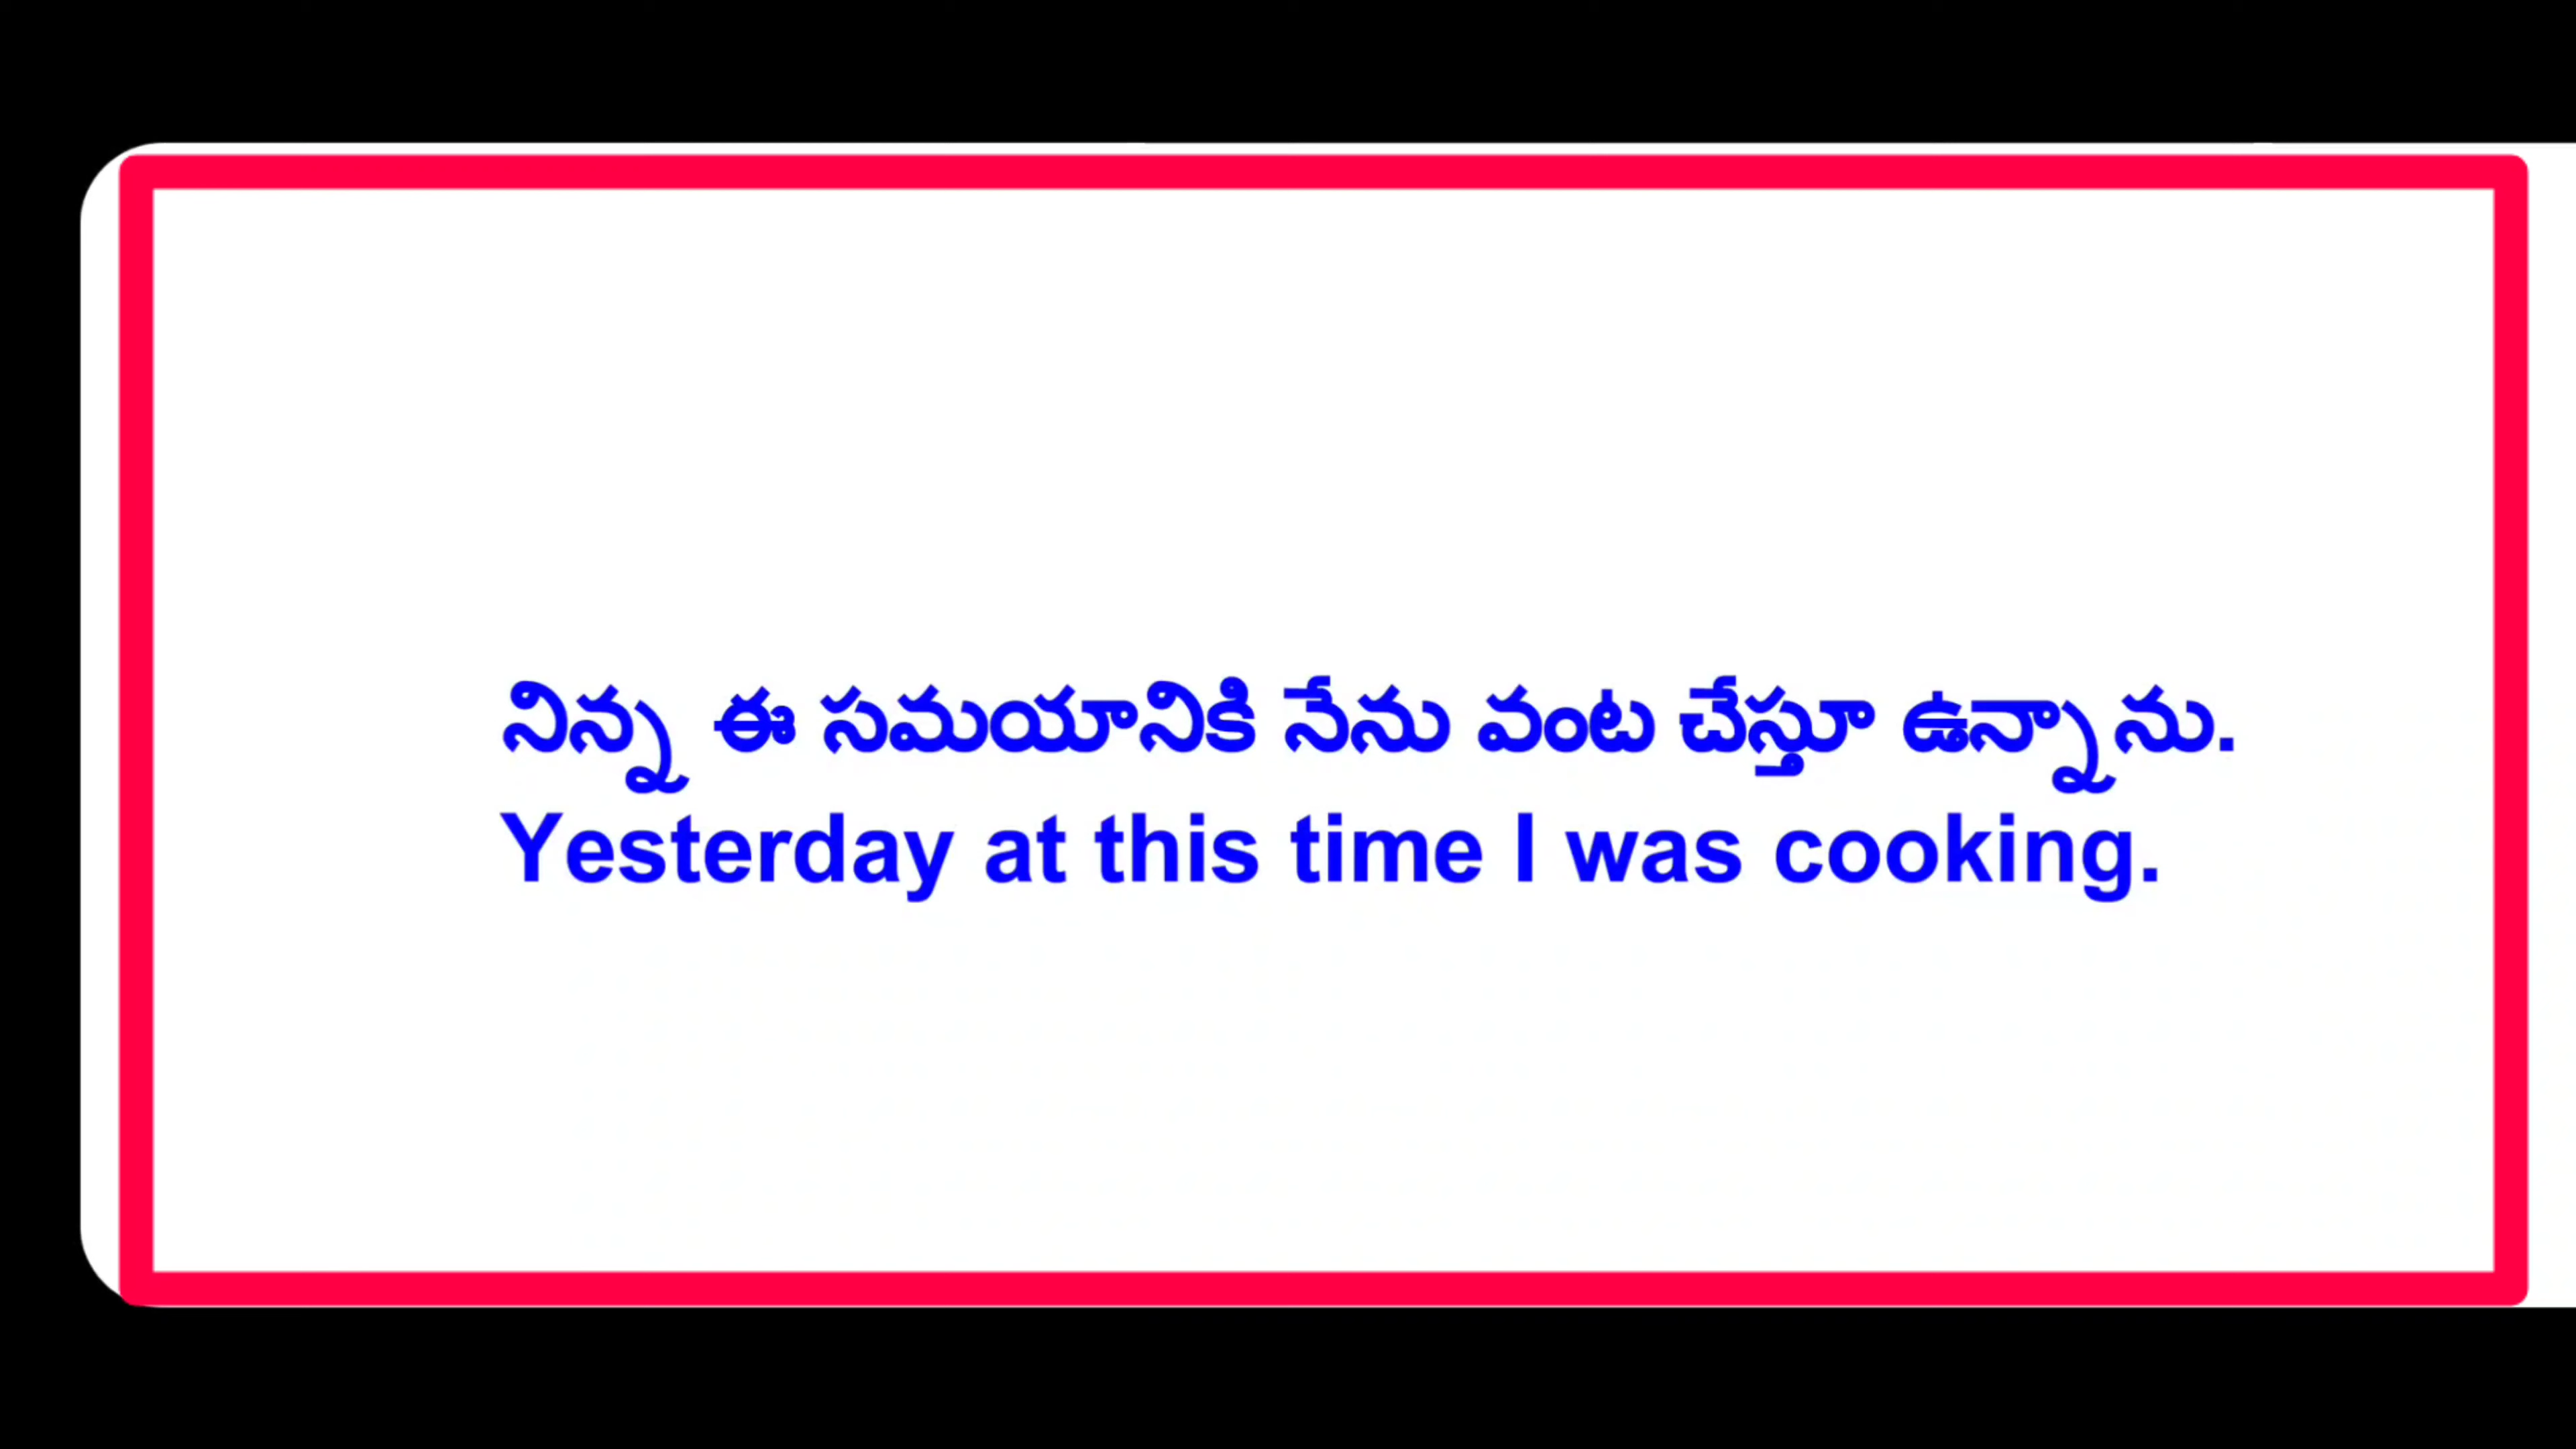 నిన్న ఈ సమయానికి నేను వంట చేస్తూ ఉన్నాను.
Yesterday at this time I was cooking.